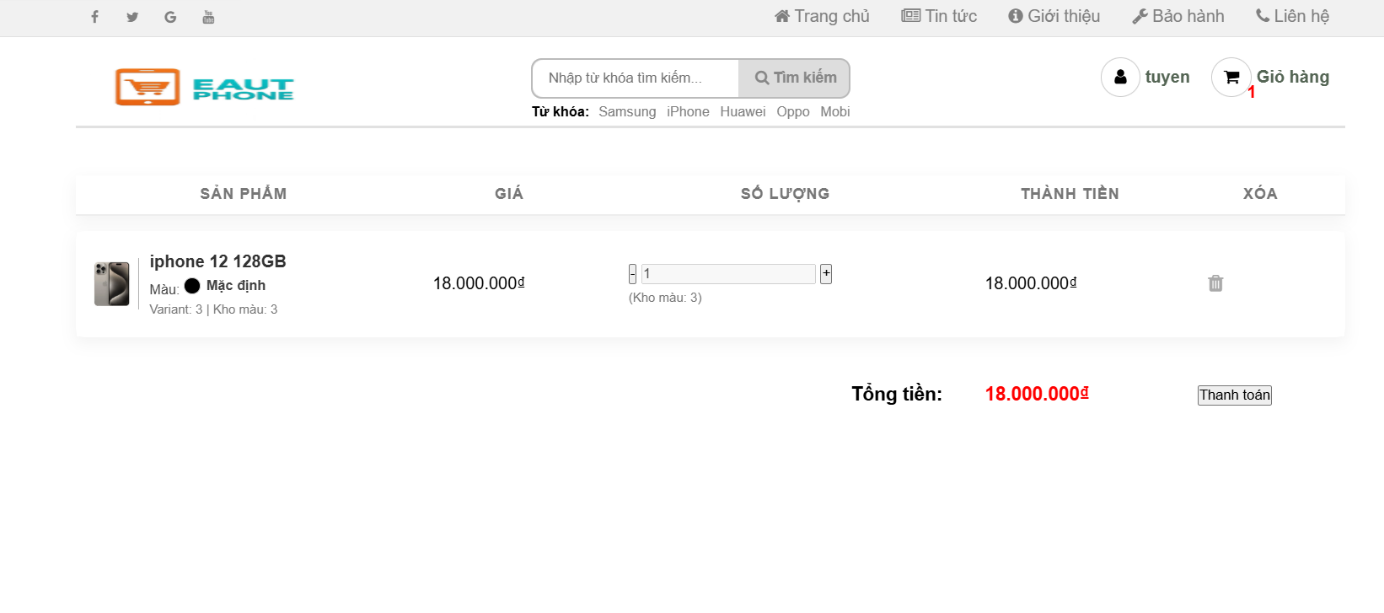 Trang chủ Tin tức Giới thiệu Bảo hành Liên hệ
EAUT
PHONE
Nhập từ khóa tìm kiếm... Tìm kiếm
tuyen Giỏ hàng
1
Từ khóa: Samsung iPhone Huawei Oppo Mobi
SẢN PHẨM GIÁ SỐ LƯỢNG THÀNH TIỀN XÓA
iphone 12 128GB
Màu: Mặc định
Variant: 3 | Kho màu: 3
18.000.000₫
- 1 +
(Kho màu: 3)
18.000.000₫
Tổng tiền: 18.000.000₫ Thanh toán